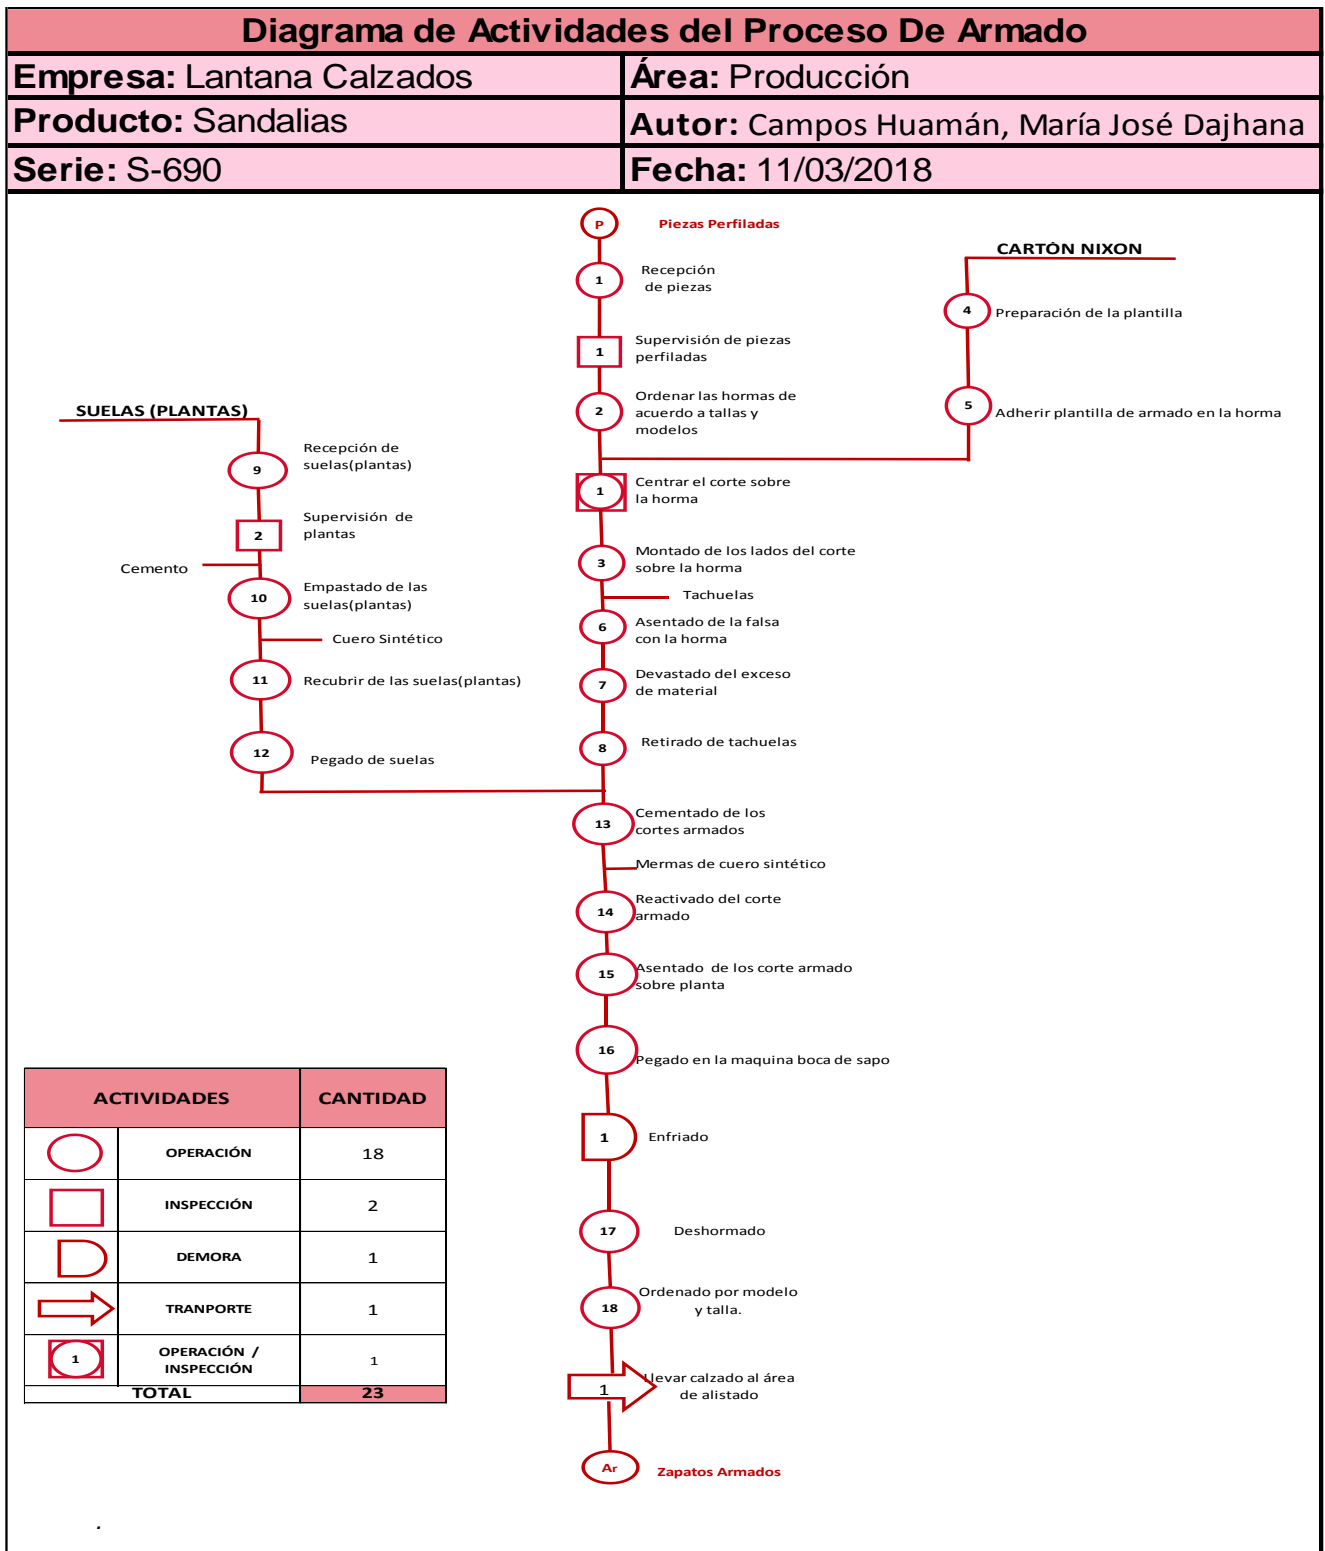 Diagrama de Actividades del Proceso De Armado
Empresa: Lantana Calzados
Área: Producción
Producto: Sandalias
Autor: Campos Huamán, María José Dajhana
Serie: S-690
Fecha: 11/03/2018
P
Piezas Perfiladas
1
Recepción
de piezas
1
Supervisión de piezas
perfiladas
2
Ordenar las hormas de
acuerdo a tallas y
modelos
CARTÓN NIXON
4
Preparación de la plantilla
5
Adherir plantilla de armado en la horma
SUELAS (PLANTAS)
9
Recepción de
suelas(plantas)
2
Supervisión de
plantas
Cemento
10
Empastado de las
suelas(plantas)
Cuero Sintético
11
Recubrir de las suelas(plantas)
12
Pegado de suelas
1
Centrar el corte sobre
la horma
3
Montado de los lados del corte
sobre la horma
Tachuelas
6
Asentado de la falsa
con la horma
7
Devastado del exceso
de material
8
Retirado de tachuelas
13
Cementado de los
cortes armados
Mermas de cuero sintético
14
Reactivado del corte
armado
15
Asentado de los corte armado
sobre planta
16
Pegado en la maquina boca de sapo
1
Enfriado
17
Deshormado
18
Ordenado por modelo
y talla.
1
Llevar calzado al área
de alistado
Ar
Zapatos Armados
ACTIVIDADES
CANTIDAD
OPERACIÓN
18
INSPECCIÓN
2
DEMORA
1
TRANPORTE
1
1
OPERACIÓN /
INSPECCIÓN
1
TOTAL
23
.